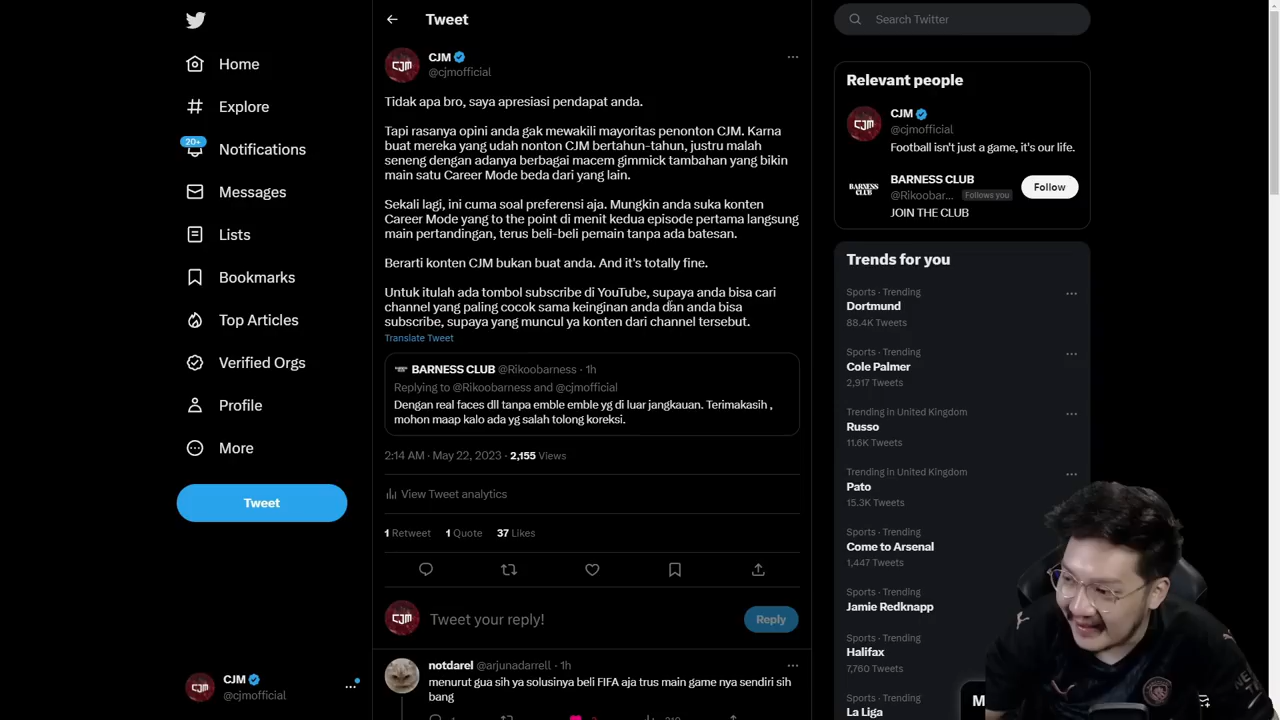 Home
Explore
20+
Notifications
Messages
Lists
Bookmarks
Top Articles
Verified Orgs
Profile
More
Tweet
CJM
@cjmofficial
Tweet
CJM
CJM
@cjmofficial
Tidak apa bro, saya apresiasi pendapat anda.
Tapi rasanya opini anda gak mewakili mayoritas penonton CJM. Karna
buat mereka yang udah nonton CJM bertahun-tahun, justru malah
seneng dengan adanya berbagai macem gimmick tambahan yang bikin
main satu Career Mode beda dari yang lain.
Sekali lagi, ini cuma soal preferensi aja. Mungkin anda suka konten
Career Mode yang to the point di menit kedua episode pertama langsung
main pertandingan, terus beli-beli pemain tanpa ada batesan.
Berarti konten CJM bukan buat anda. And it's totally fine.
Untuk itulah ada tombol subscribe di YouTube, supaya anda bisa cari
channel yang paling cocok sama keinginan anda dan anda bisa
subscribe, supaya yang muncul ya konten dari channel tersebut.
Translate Tweet
BARNESS CLUB @Rikoobarness · 1h
Replying to @Rikoobarness and @cjmofficial
Dengan real faces dll tanpa emble emble yg di luar jangkauan. Terimakasih ,
mohon maap kalo ada yg salah tolong koreksi.
2:14 AM · May 22, 2023 · 2,155 Views
View Tweet analytics
1 Retweet 1 Quote 37 Likes
CJM
Tweet your reply!
Reply
notdarel @arjunadarrell · 1h
menurut gua sih ya solusinya beli FIFA aja trus main game nya sendiri sih
bang
Search Twitter
Relevant people
CJM
CJM
@cjmofficial
Football isn't just a game, it's our life.
BARNESS CLUB
BARNESS CLUB
@Rikoobar... Follows you
Follow
JOIN THE CLUB
Trends for you
Sports · Trending
Dortmund
88.4K Tweets
Sports · Trending
Cole Palmer
2,917 Tweets
Trending in United Kingdom
Russo
11.6K Tweets
Trending in United Kingdom
Pato
15.3K Tweets
Sports · Trending
Come to Arsenal
1,447 Tweets
Sports · Trending
Jamie Redknapp
Sports · Trending
Halifax
7,760 Tweets
Sports · Trending
La Liga